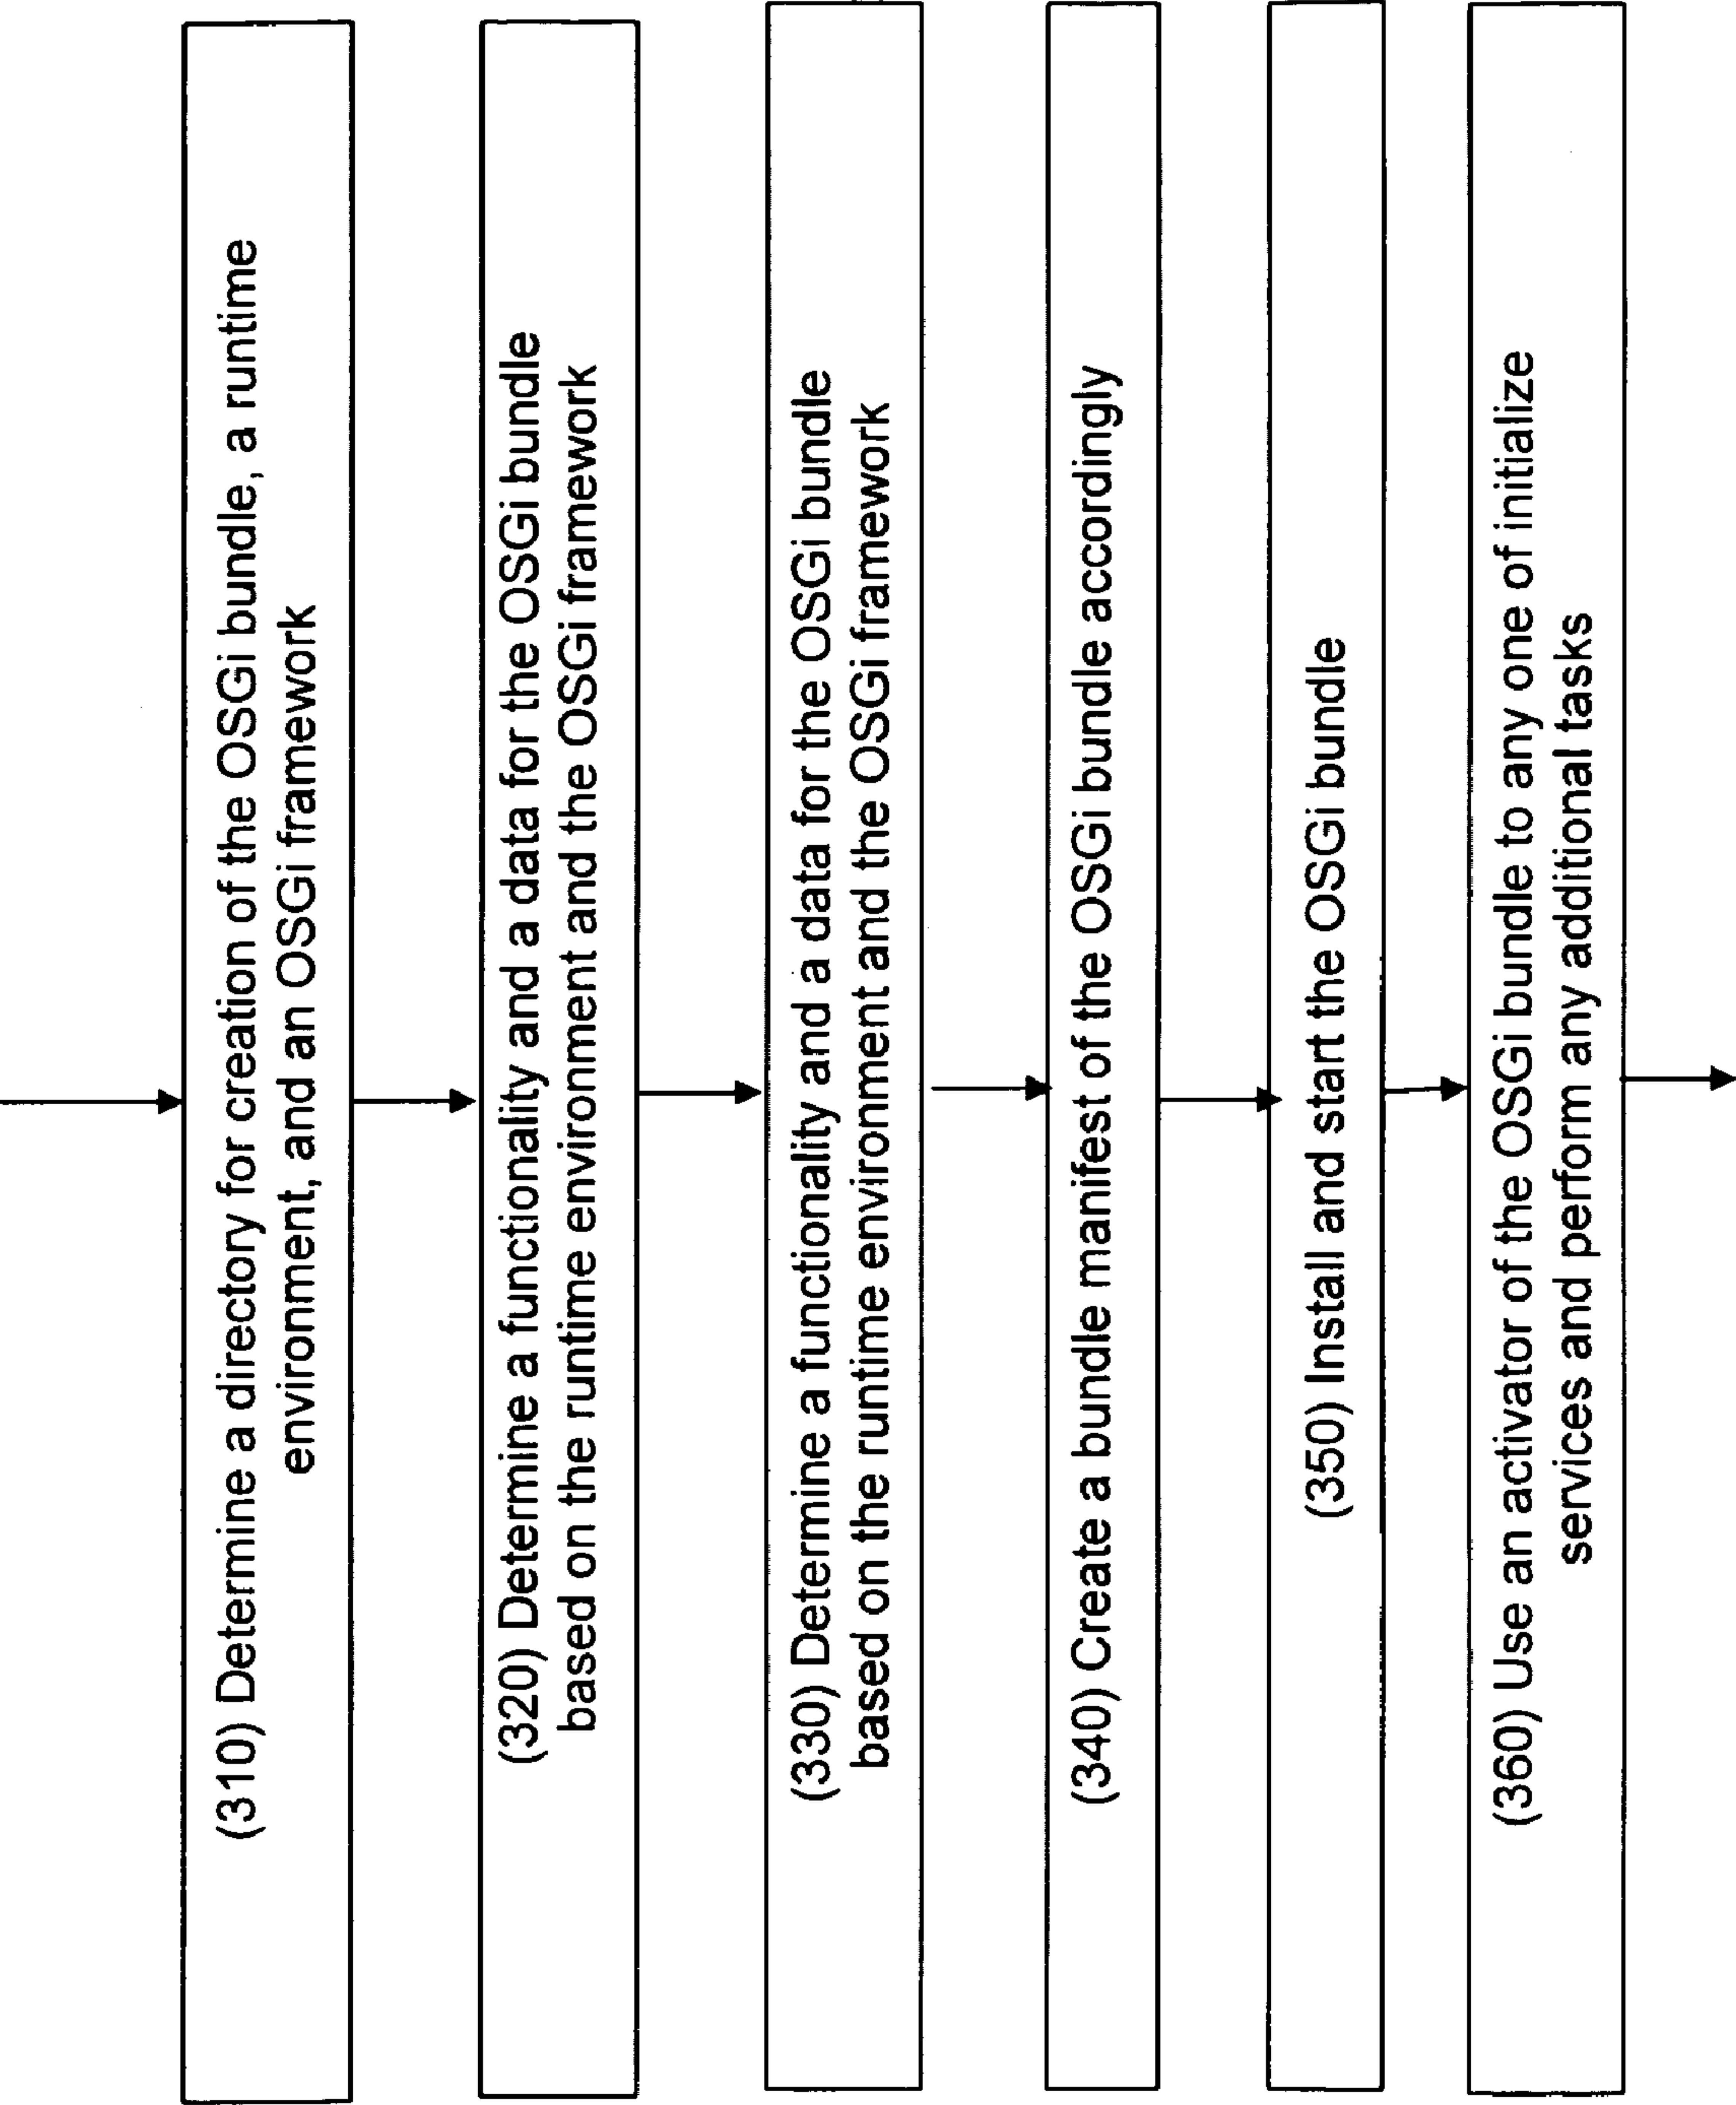 (310) Determine a directory for creation of the OSGi bundle, a runtime
environment, and an OSGi framework
(320) Determine a functionality and a data for the OSGi bundle
based on the runtime environment and the OSGi framework
(330) Determine a functionality and a data for the OSGi bundle
based on the runtime environment and the OSGi framework
(340) Create a bundle manifest of the OSGi bundle accordingly
(350) Install and start the OSGi bundle
(360) Use an activator of the OSGi bundle to any one of initialize
services and perform any additional tasks